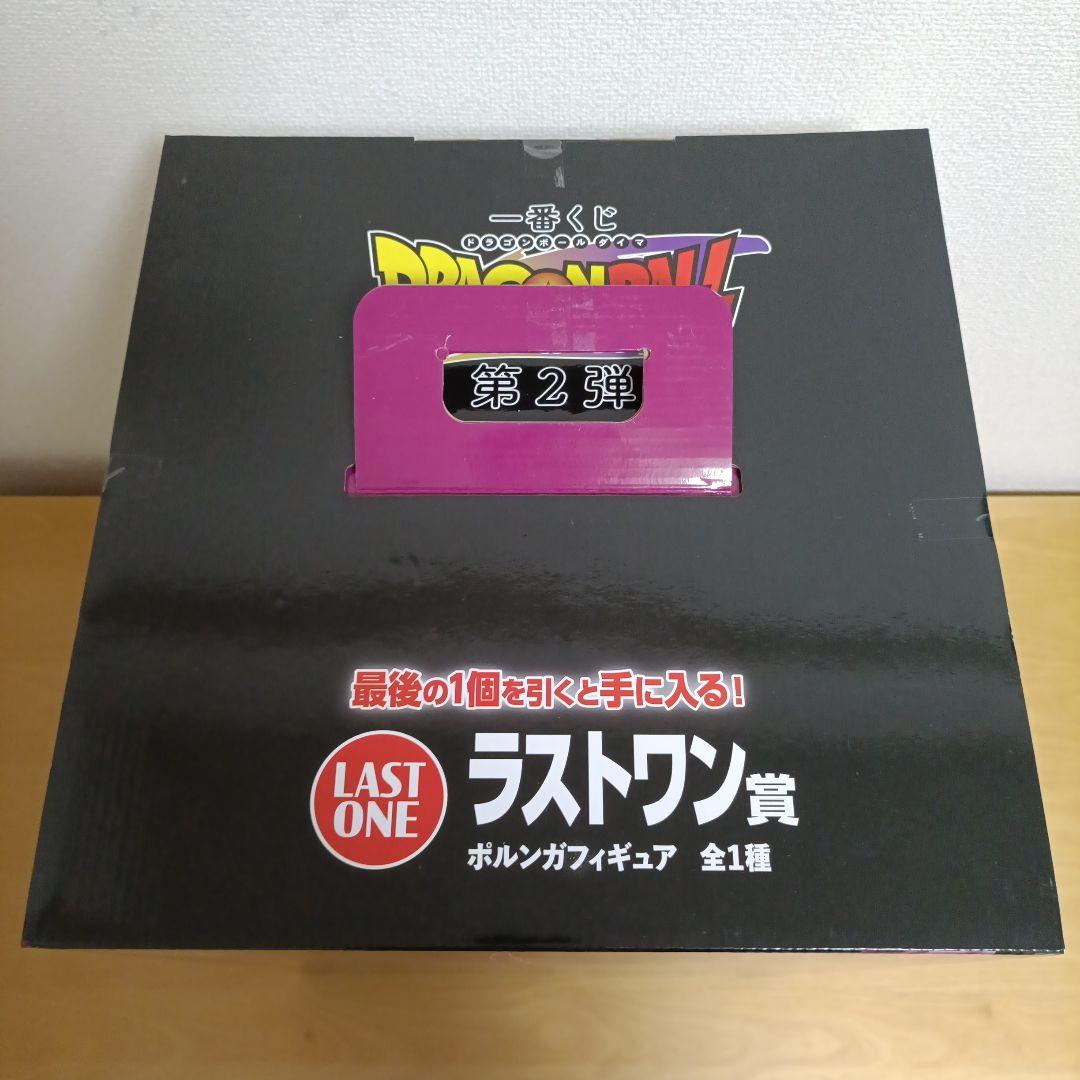 一番くじ
ドラゴンボールダイマ
DRAGON BALL
第2弾
最後の1個を引くと手に入る!
LAST
ONE
ラストワン賞
ポルンガフィギュア 全1種